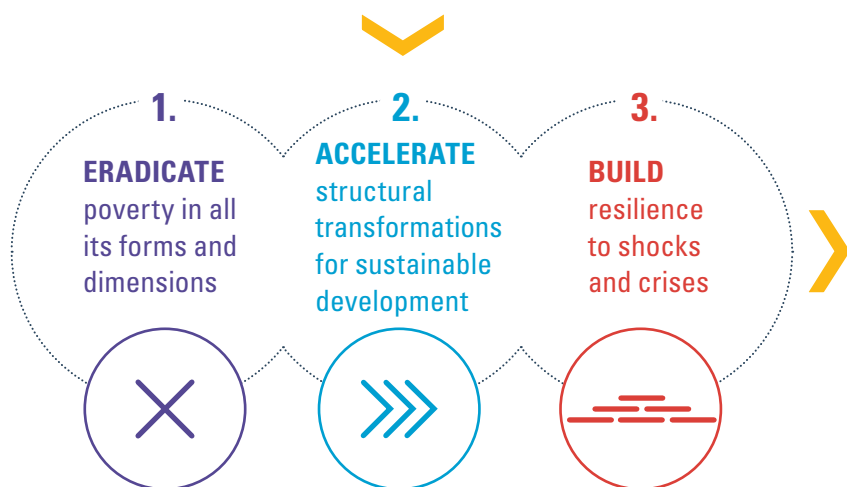 1.
ERADICATE
poverty in all
its forms and
dimensions
2.
ACCELERATE
structural
transformations
for sustainable
development
3.
BUILD
resilience
to shocks
and crises